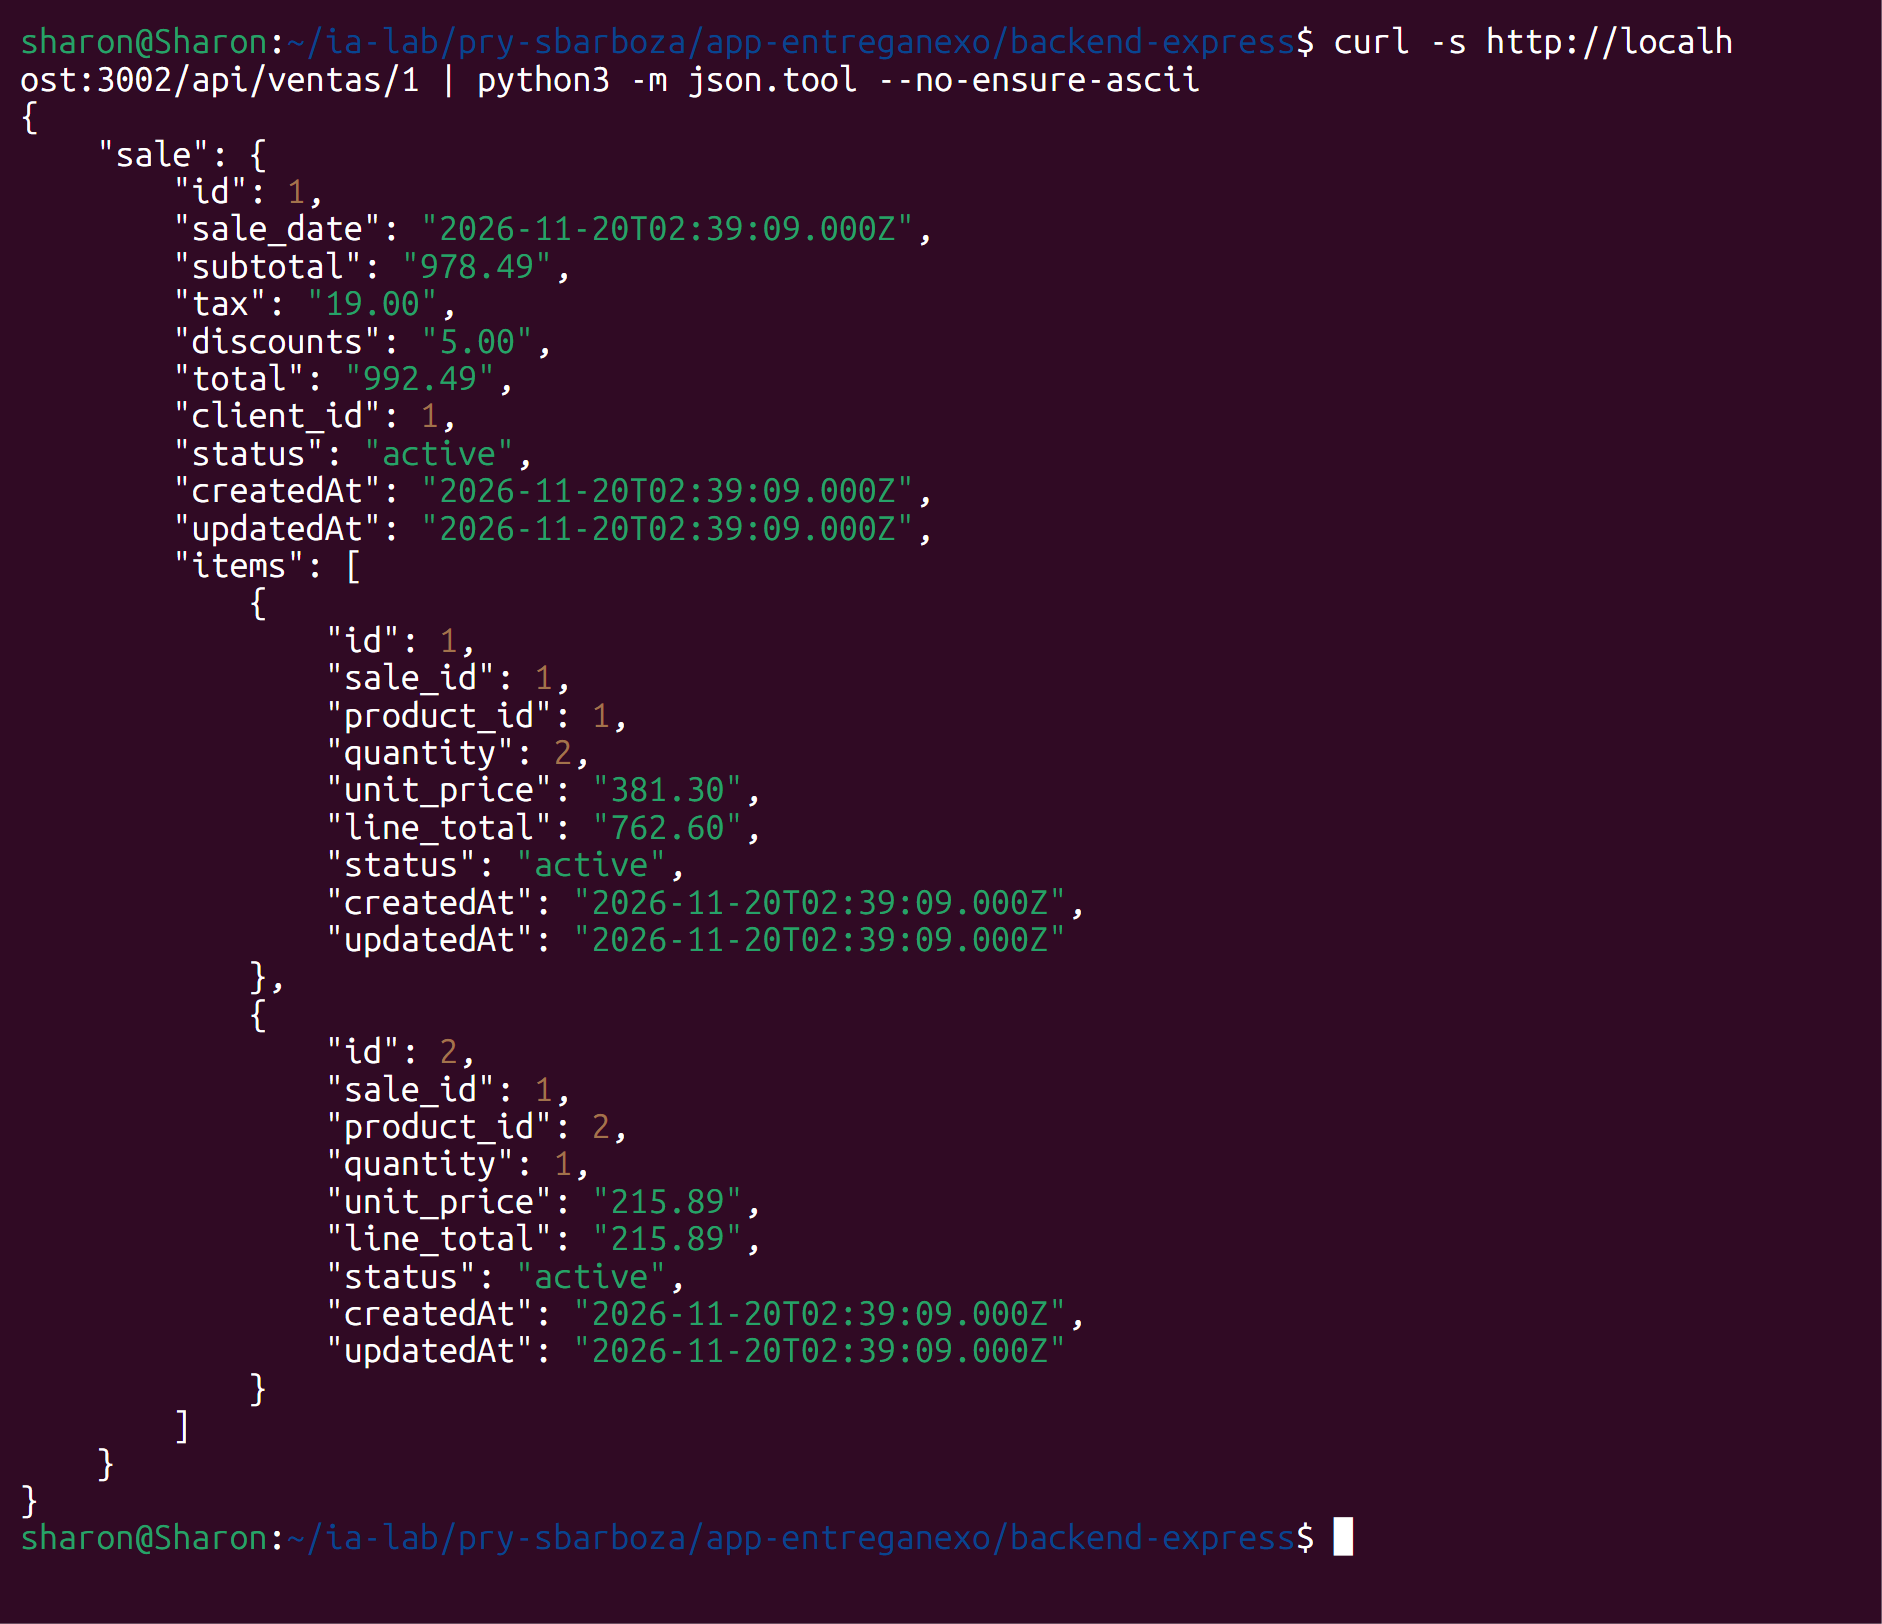 sharon@Sharon:~/ia-lab/pry-sbarboza/app-entreganexo/backend-express$ curl -s http://localh
ost:3002/api/ventas/1 | python3 -m json.tool --no-ensure-ascii
{
    "sale": {
        "id": 1,
        "sale_date": "2026-11-20T02:39:09.000Z",
        "subtotal": "978.49",
        "tax": "19.00",
        "discounts": "5.00",
        "total": "992.49",
        "client_id": 1,
        "status": "active",
        "createdAt": "2026-11-20T02:39:09.000Z",
        "updatedAt": "2026-11-20T02:39:09.000Z",
        "items": [
            {
                "id": 1,
                "sale_id": 1,
                "product_id": 1,
                "quantity": 2,
                "unit_price": "381.30",
                "line_total": "762.60",
                "status": "active",
                "createdAt": "2026-11-20T02:39:09.000Z",
                "updatedAt": "2026-11-20T02:39:09.000Z"
            },
            {
                "id": 2,
                "sale_id": 1,
                "product_id": 2,
                "quantity": 1,
                "unit_price": "215.89",
                "line_total": "215.89",
                "status": "active",
                "createdAt": "2026-11-20T02:39:09.000Z",
                "updatedAt": "2026-11-20T02:39:09.000Z"
            }
        ]
    }
}
sharon@Sharon:~/ia-lab/pry-sbarboza/app-entreganexo/backend-express$